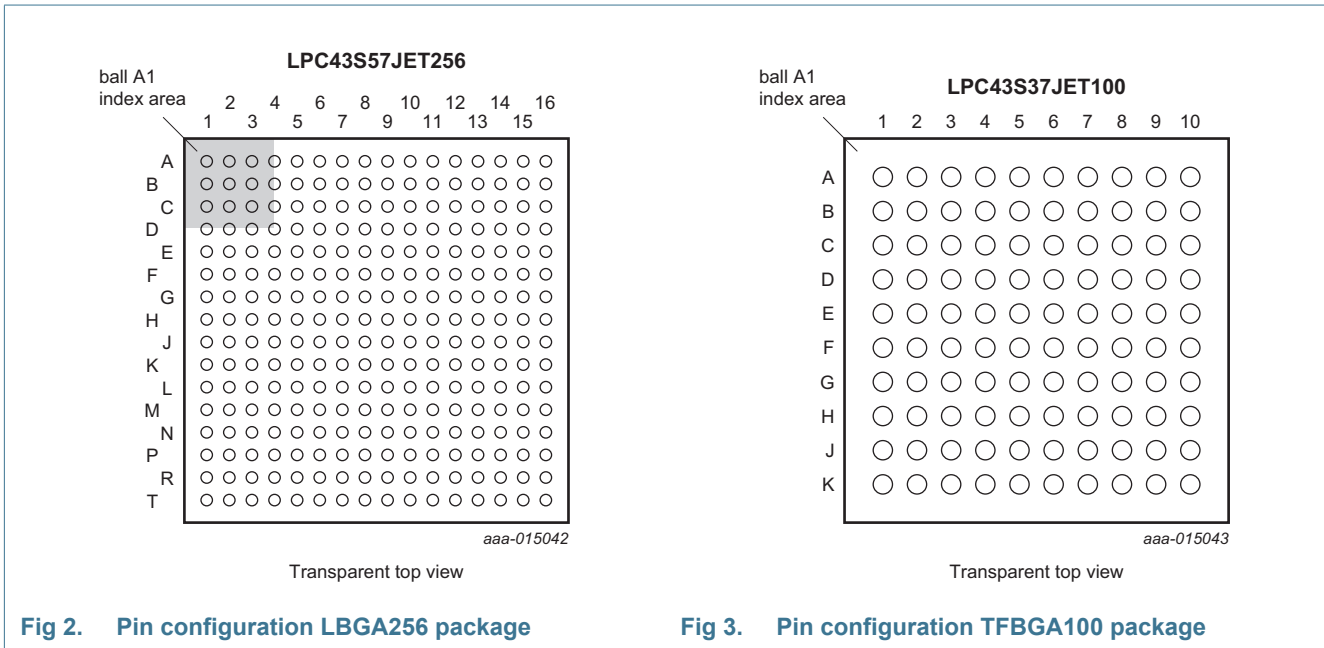 LPC43S57JET256
ball A1
index area
2 4 6 8 10 12 14 16
1 3 5 7 9 11 13 15
A
B
C
D
E
F
G
H
J
K
L
M
N
P
R
T
aaa-015042
Transparent top view
Fig 2. Pin configuration LBGA256 package
LPC43S37JET100
ball A1
index area
1 2 3 4 5 6 7 8 9 10
A
B
C
D
E
F
G
H
J
K
aaa-015043
Transparent top view
Fig 3. Pin configuration TFBGA100 package